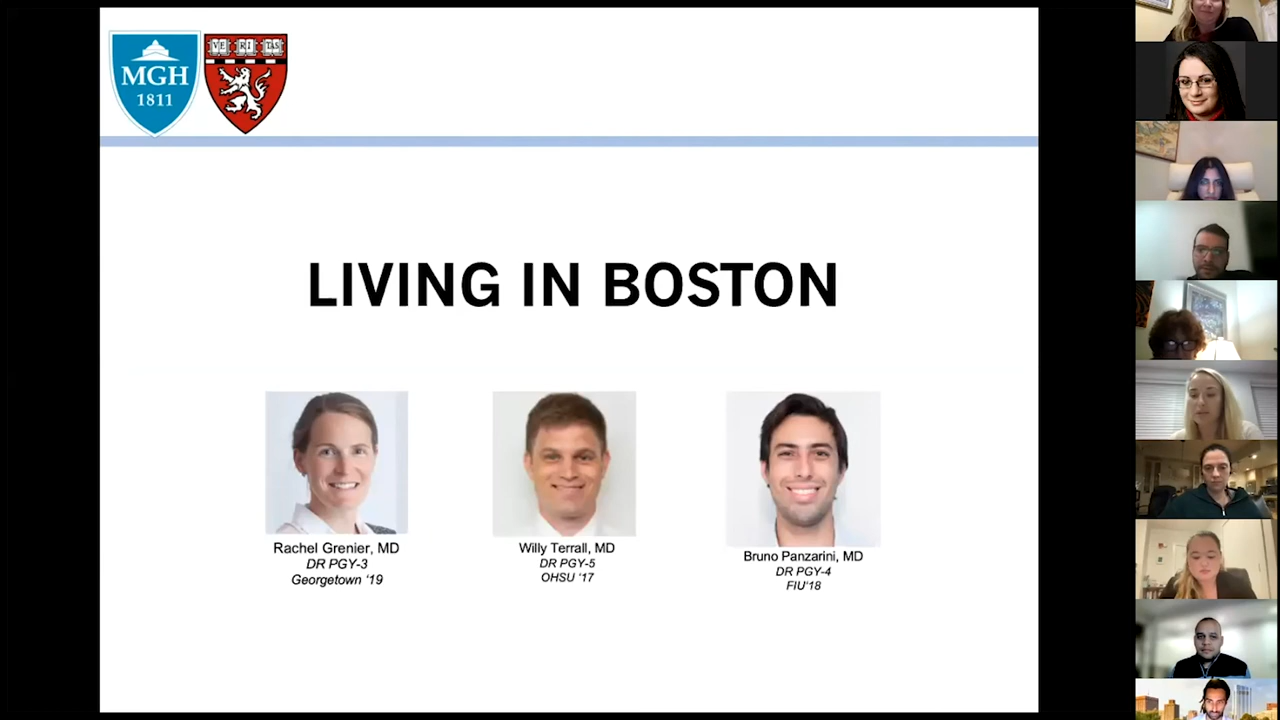 MGH
1811
VE RI TAS
LIVING IN BOSTON
Rachel Grenier, MD
DR PGY-3
Georgetown ‘19
Willy Terrall, MD
DR PGY-5
OHSU ‘17
Bruno Panzarini, MD
DR PGY-4
FIU‘18